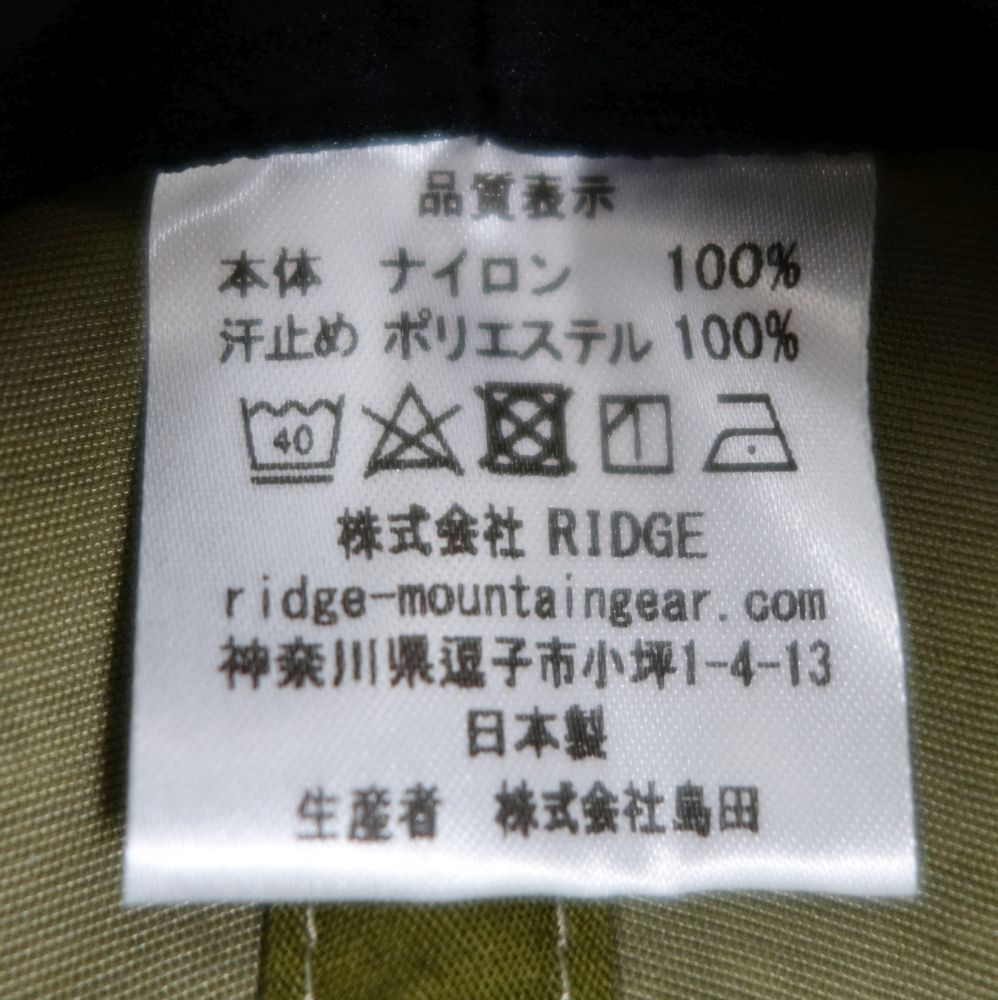 品質表示
本体　ナイロン　100%
汗止め ポリエステル 100%
40
株式会社 RIDGE
ridge-mountaingear.com
神奈川県逗子市小坪1-4-13
日本製
生産者　株式会社島田